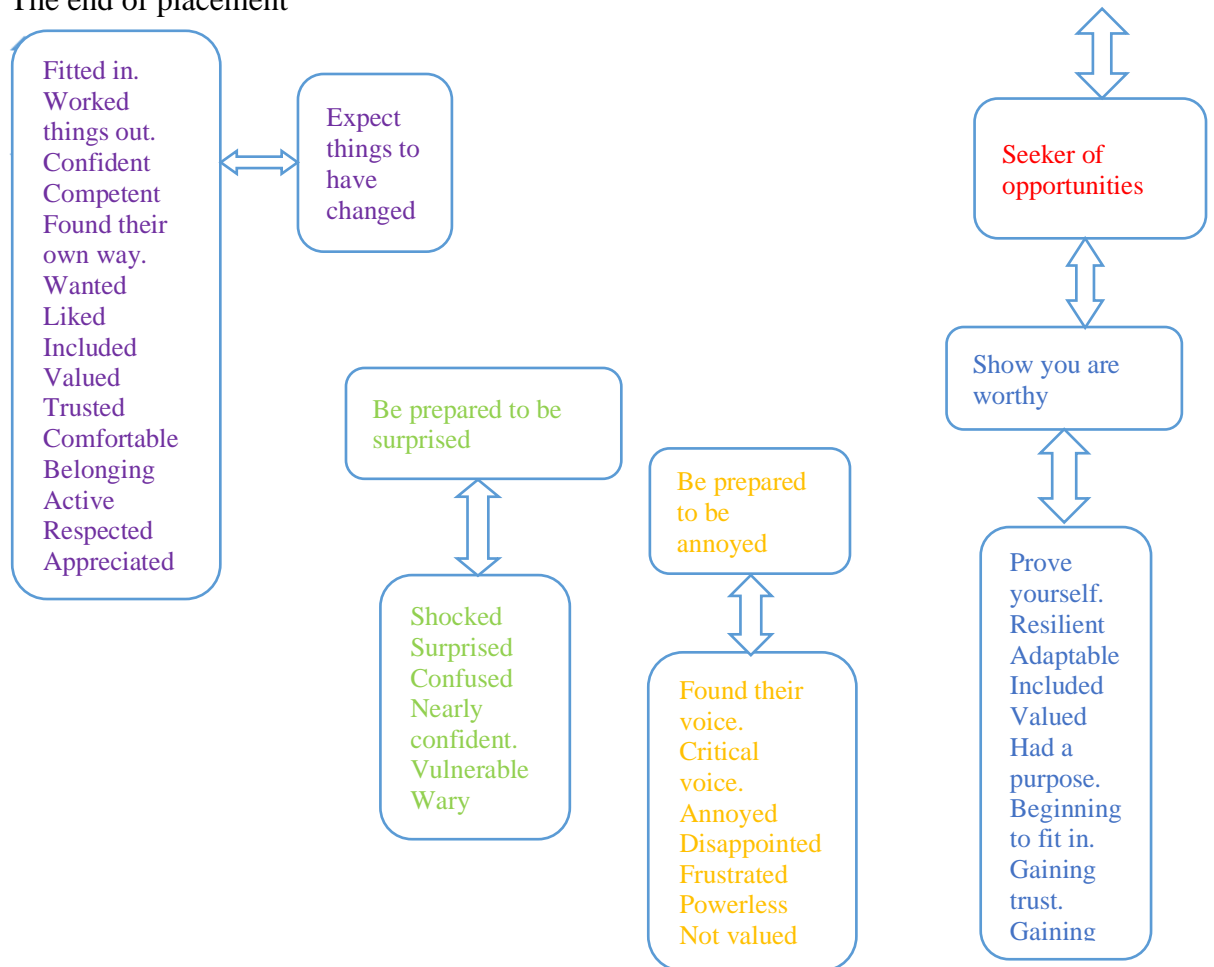 The end of placement
Fitted in.
Worked
things out.
Confident
Competent
Found their
own way.
Wanted
Liked
Included
Valued
Trusted
Comfortable
Belonging
Active
Respected
Appreciated
Expect
things to
have
changed
Be prepared to be
surprised
Shocked
Surprised
Confused
Nearly
confident.
Vulnerable
Wary
Be prepared
to be
annoyed
Found their
voice.
Critical
voice.
Annoyed
Disappointed
Frustrated
Powerless
Not valued
Seeker of
opportunities
Show you are
worthy
Prove
yourself.
Resilient
Adaptable
Included
Valued
Had a
purpose.
Beginning
to fit in.
Gaining
trust.
Gaining